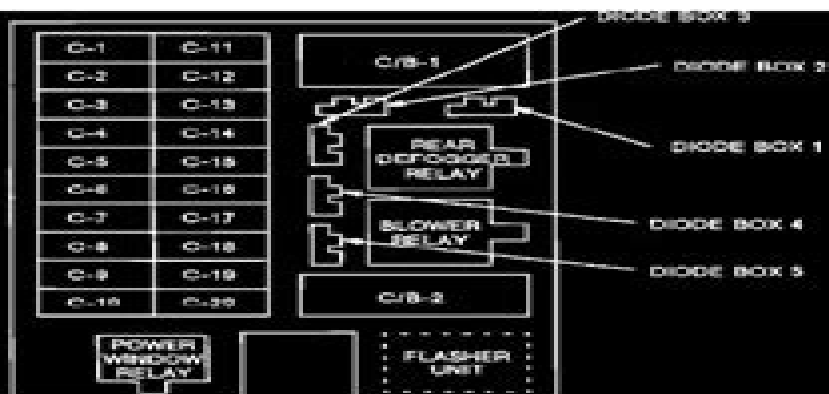 DIODE BOX 3
C-1 C-11
C/B-1
C-2 C-12
DIODE BOX 2
C-3 C-13
C-4 C-14
REAR
DEFOGGER
RELAY
DIODE BOX 1
C-5 C-15
C-6 C-16
C-7 C-17
BLOWER
RELAY
DIODE BOX 4
C-8 C-18
C-9 C-19
DIODE BOX 5
C-10 C-20
C/B-2
POWER
WINDOW
RELAY
FLASHER
UNIT